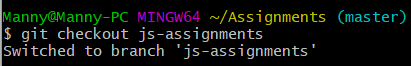 Manny@Manny-PC MINGW64 ~/Assignments (master)
$ git checkout js-assignments
Switched to branch 'js-assignments'